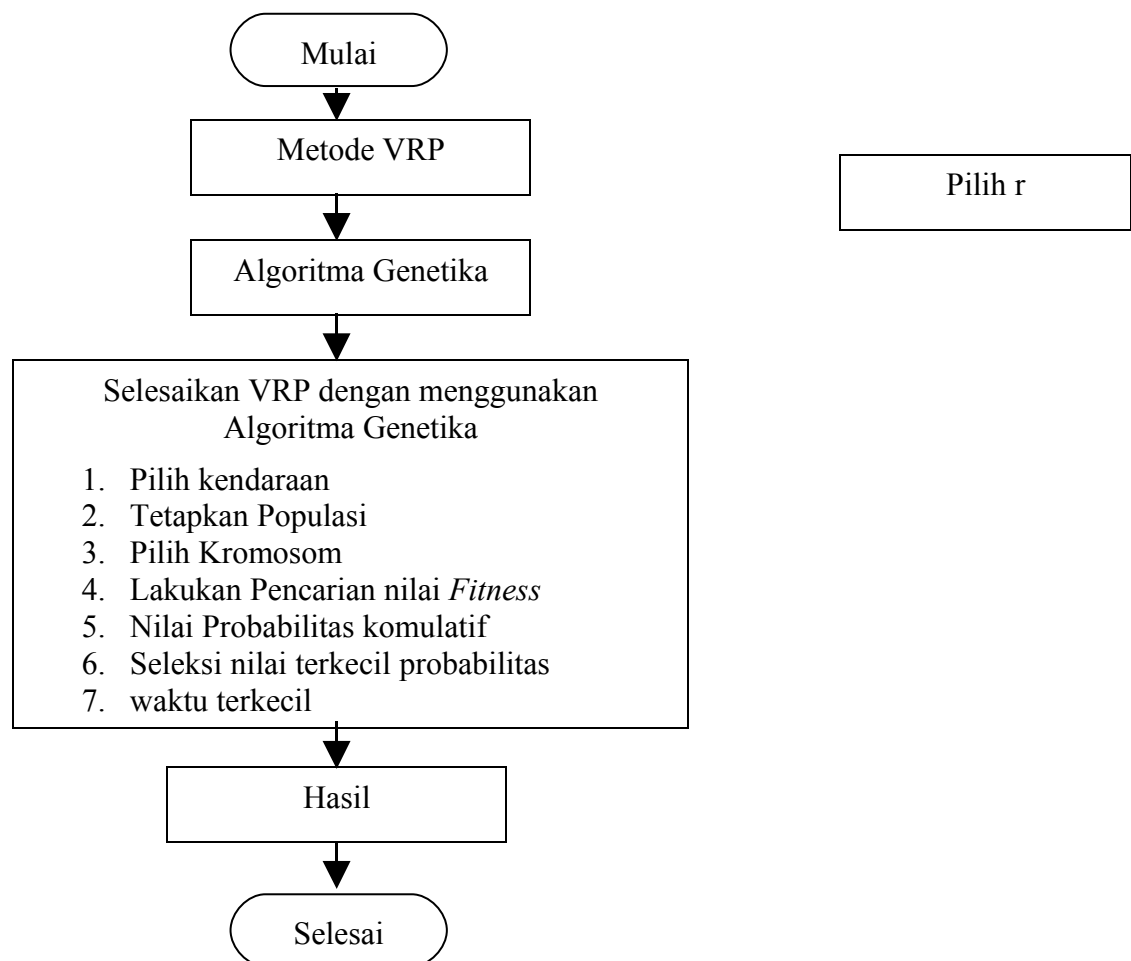 Mulai
Metode VRP
Pilih r
Algoritma Genetika
Selesaikan VRP dengan menggunakan
Algoritma Genetika
1. Pilih kendaraan
2. Tetapkan Populasi
3. Pilih Kromosom
4. Lakukan Pencarian nilai Fitness
5. Nilai Probabilitas komulatif
6. Seleksi nilai terkecil probabilitas
7. waktu terkecil
Hasil
Selesai